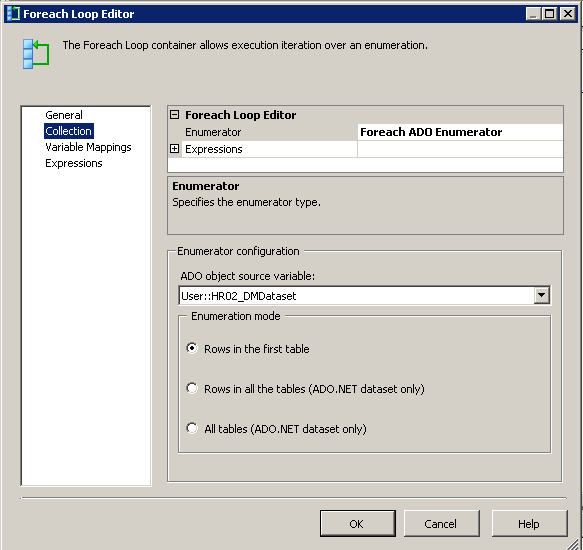 Foreach Loop Editor
The Foreach Loop container allows execution iteration over an enumeration.
General
Collection
Variable Mappings
Expressions
Foreach Loop Editor
Enumerator Foreach ADO Enumerator
Expressions
Enumerator
Specifies the enumerator type.
Enumerator configuration
ADO object source variable:
User::HR02_DMDataset
Enumeration mode
Rows in the first table
Rows in all the tables (ADO.NET dataset only)
All tables (ADO.NET dataset only)
OK Cancel Help